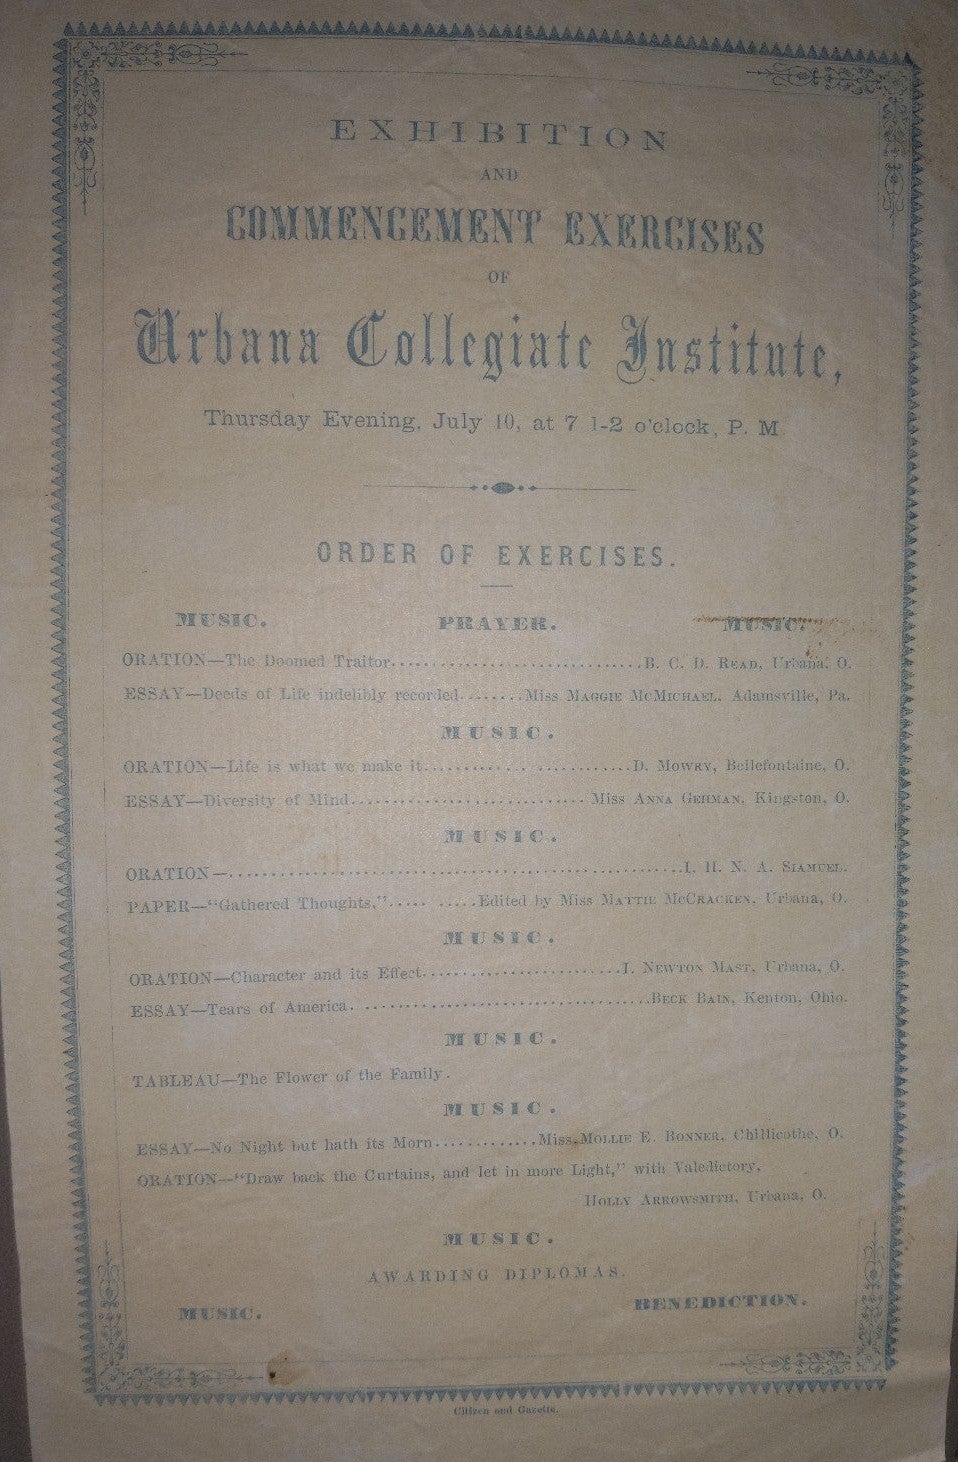 EXHIBITION
AND
COMMENCEMENT EXERCISES
OF
Urbana Collegiate Institute,
Thursday Evening, July 10, at 7 1-2 o'clock, P. M
ORDER OF EXERCISES.
MUSIC. PRAYER. MUSIC.
ORATION—The Doomed Traitor..............................B. C. D. READ, Urbana, O.
ESSAY—Deeds of Life indelibly recorded........Miss MAGGIE McMICHAEL. Adamsville, Pa.
MUSIC.
ORATION—Life is what we make it..........................D. MOWRY, Bellefontaine, O.
ESSAY—Diversity of Mind.............................Miss ANNA GEHMAN, Kingston, O.
MUSIC.
ORATION—.......................................................I. H. N. A. SIAMUEL.
PAPER—"Gathered Thoughts,"..... .....Edited by Miss MATTIE McCRACKEN, Urbana, O.
MUSIC.
ORATION—Character and its Effect.........................I. NEWTON MAST, Urbana, O.
ESSAY—Tears of America. ...................................BECK BAIN, Kenton, Ohio.
MUSIC.
TABLEAU—The Flower of the Family.
MUSIC.
ESSAY—No Night but hath its Morn.............Miss MOLLIE E. BONNER, Chillicothe, O.
ORATION—"Draw back the Curtains, and let in more Light," with Valedictory,
HOLLY ARROWSMITH, Urbana, O.
MUSIC.
AWARDING DIPLOMAS.
MUSIC. BENEDICTION.
Citizen and Gazette.